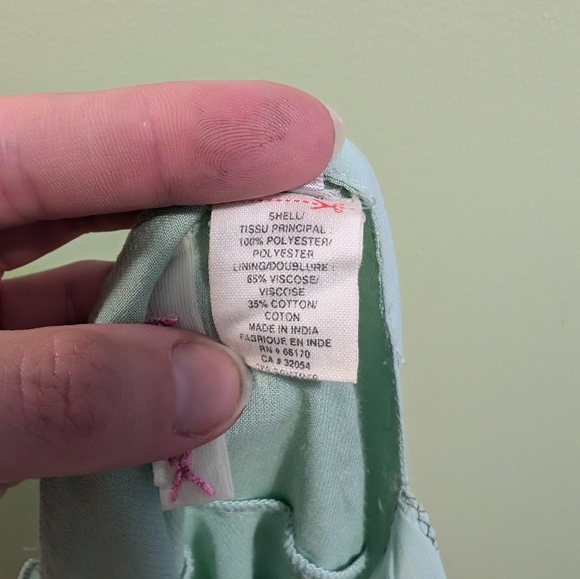 SHELL/
TISSU PRINCIPAL :
100% POLYESTER/
POLYESTER
LINING/DOUBLURE :
65% VISCOSE/
VISCOSE
35% COTTON/
COTON
MADE IN INDIA
FABRIQUE EN INDE
RN # 66170
CA # 32054